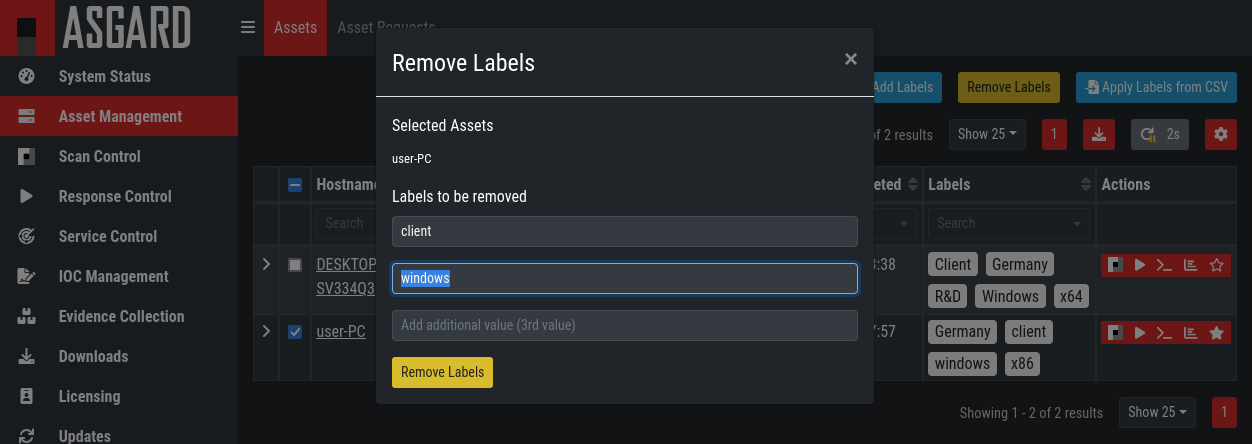 ASGARD
Assets
Asset Requests
System Status
Asset Management
Scan Control
Response Control
Service Control
IOC Management
Evidence Collection
Downloads
Licensing
Updates
Remove Labels
×
Selected Assets
user-PC
Labels to be removed
client
windows
Add additional value (3rd value)
Remove Labels
Add Labels
Remove Labels
Apply Labels from CSV
of 2 results
Show 25
1
2s
Hostname
Labels
Actions
Search
Search
DESKTOP
SV334Q3
:38
Client
Germany
R&D
Windows
x64
user-PC
:57
Germany
client
windows
x86
Showing 1 - 2 of 2 results
Show 25
1